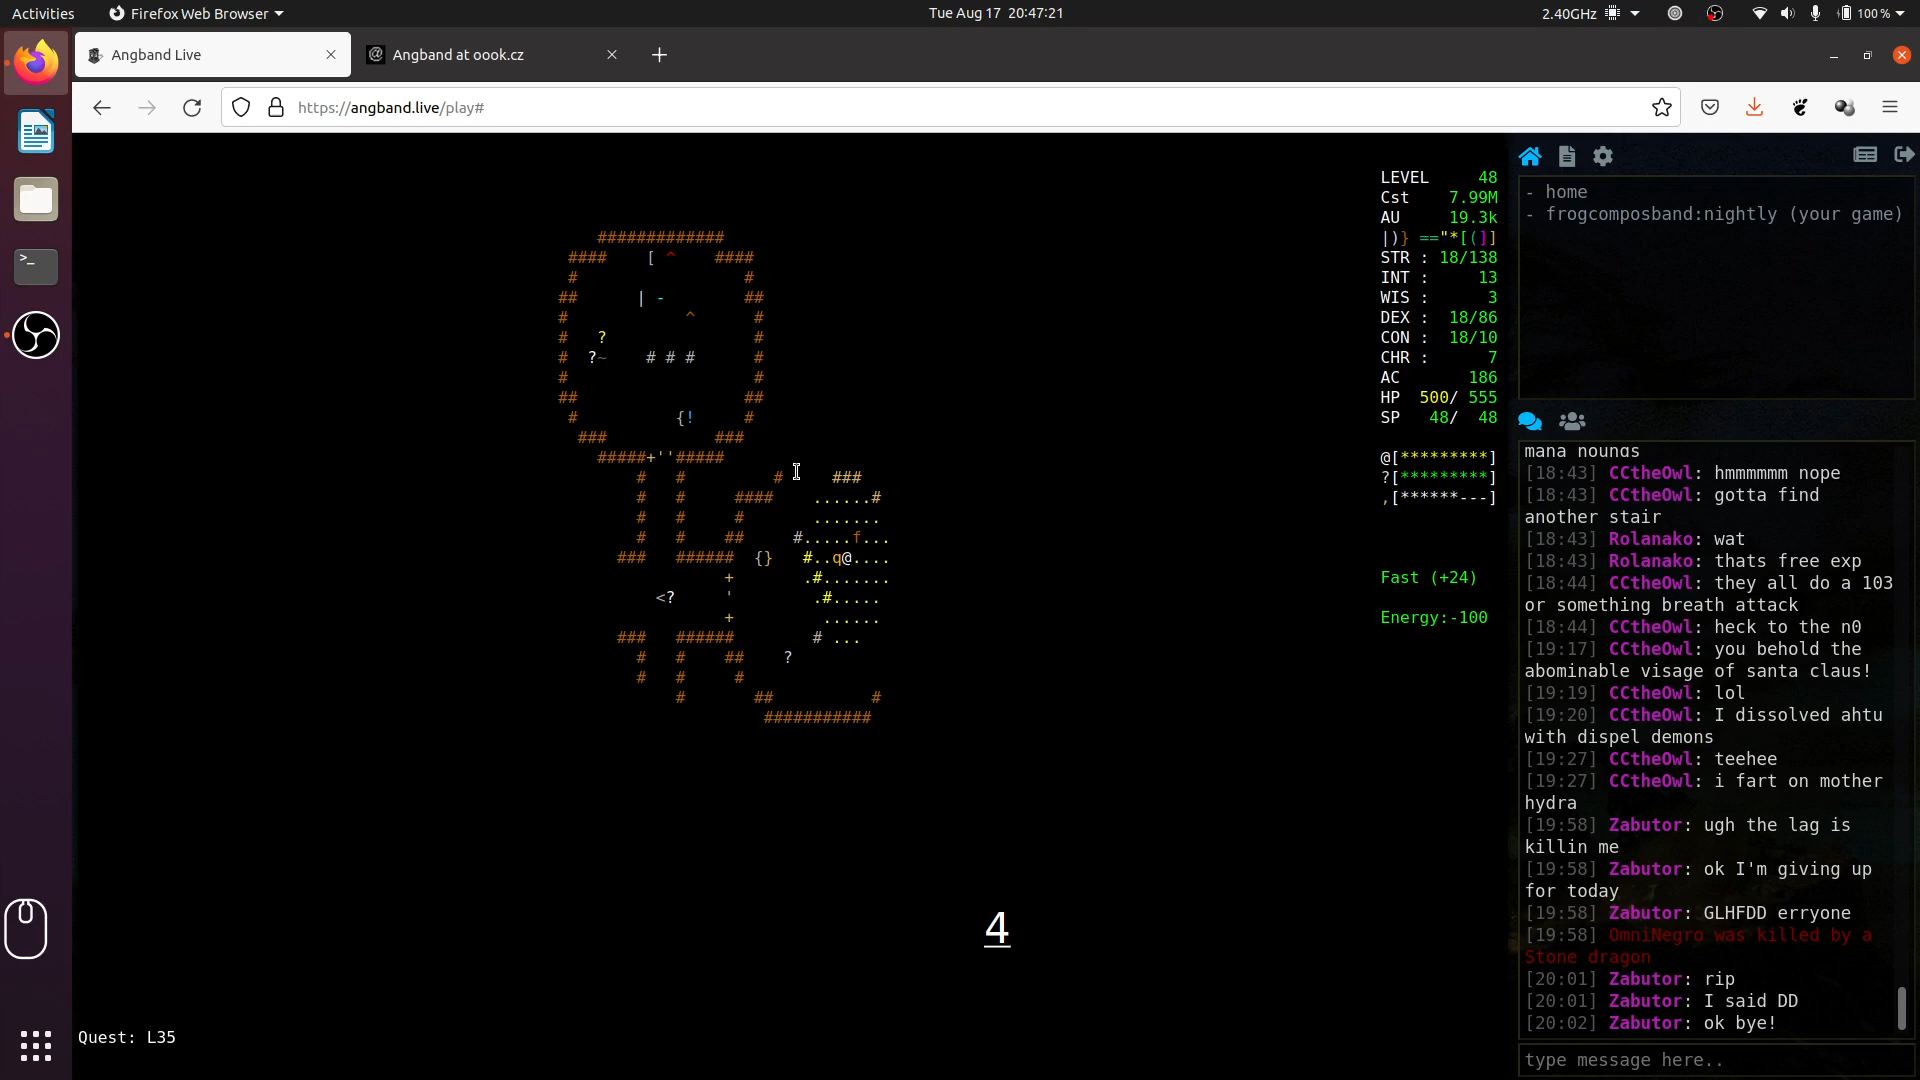 Activities
Firefox Web Browser
Tue Aug 17 20:47:21
2.40GHz
100 %
Angband Live
Angband at oook.cz
https://angband.live/play#
#############
#### [ ^ ####
# #
## | - ##
# ^ #
# ? #
# ?~ # # # #
# #
## ##
# {! #
### ###
#####+''#####
# # # ###
# # #### ......#
# # # .......
# # ## #.....f...
### ###### {} #..q@....
+ .#.......
<? ' .#.....
+ ......
### ###### # ...
# # ## ?
# # #
# ## #
###########
4
Quest: L35
LEVEL 48
Cst 7.99M
AU 19.3k
|)} =="*[(]]
STR : 18/138
INT : 13
WIS : 3
DEX : 18/86
CON : 18/10
CHR : 7
AC 186
HP 500/ 555
SP 48/ 48
@[*********]
?[*********]
,[******---]
Fast (+24)
Energy:-100
- home
- frogcomposband:nightly (your game)
mana hounds
[18:43] CCtheOwl: hmmmmmm nope
[18:43] CCtheOwl: gotta find
another stair
[18:43] Rolanako: wat
[18:43] Rolanako: thats free exp
[18:44] CCtheOwl: they all do a 103
or something breath attack
[18:44] CCtheOwl: heck to the n0
[19:17] CCtheOwl: you behold the
abominable visage of santa claus!
[19:19] CCtheOwl: lol
[19:20] CCtheOwl: I dissolved ahtu
with dispel demons
[19:27] CCtheOwl: teehee
[19:27] CCtheOwl: i fart on mother
hydra
[19:58] Zabutor: ugh the lag is
killin me
[19:58] Zabutor: ok I'm giving up
for today
[19:58] Zabutor: GLHFDD erryone
[19:58] OmniNegro was killed by a
Stone dragon
[20:01] Zabutor: rip
[20:01] Zabutor: I said DD
[20:02] Zabutor: ok bye!
type message here..